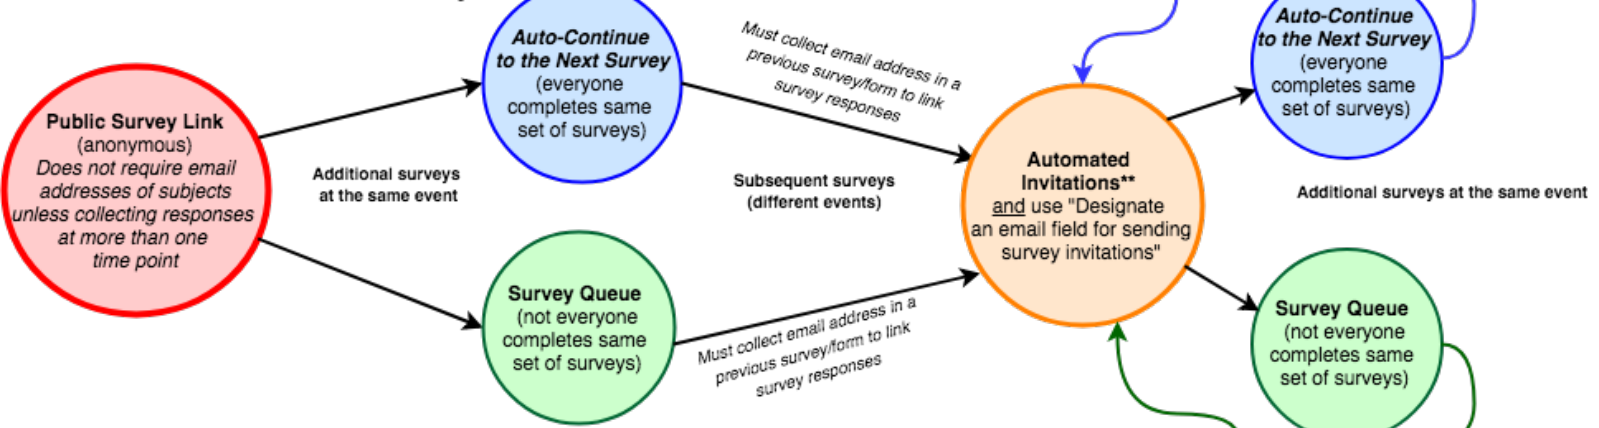 Public Survey Link
(anonymous)
Does not require email
addresses of subjects
unless collecting responses
at more than one
time point
Auto-Continue
to the Next Survey
(everyone
completes same
set of surveys)
Additional surveys
at the same event
Survey Queue
(not everyone
completes same
set of surveys)
Must collect email address in a
previous survey/form to link
survey responses
Subsequent surveys
(different events)
Must collect email address in a
previous survey/form to link
survey responses
Automated
Invitations**
and use "Designate
an email field for sending
survey invitations"
Auto-Continue
to the Next Survey
(everyone
completes same
set of surveys)
Additional surveys at the same event
Survey Queue
(not everyone
completes same
set of surveys)